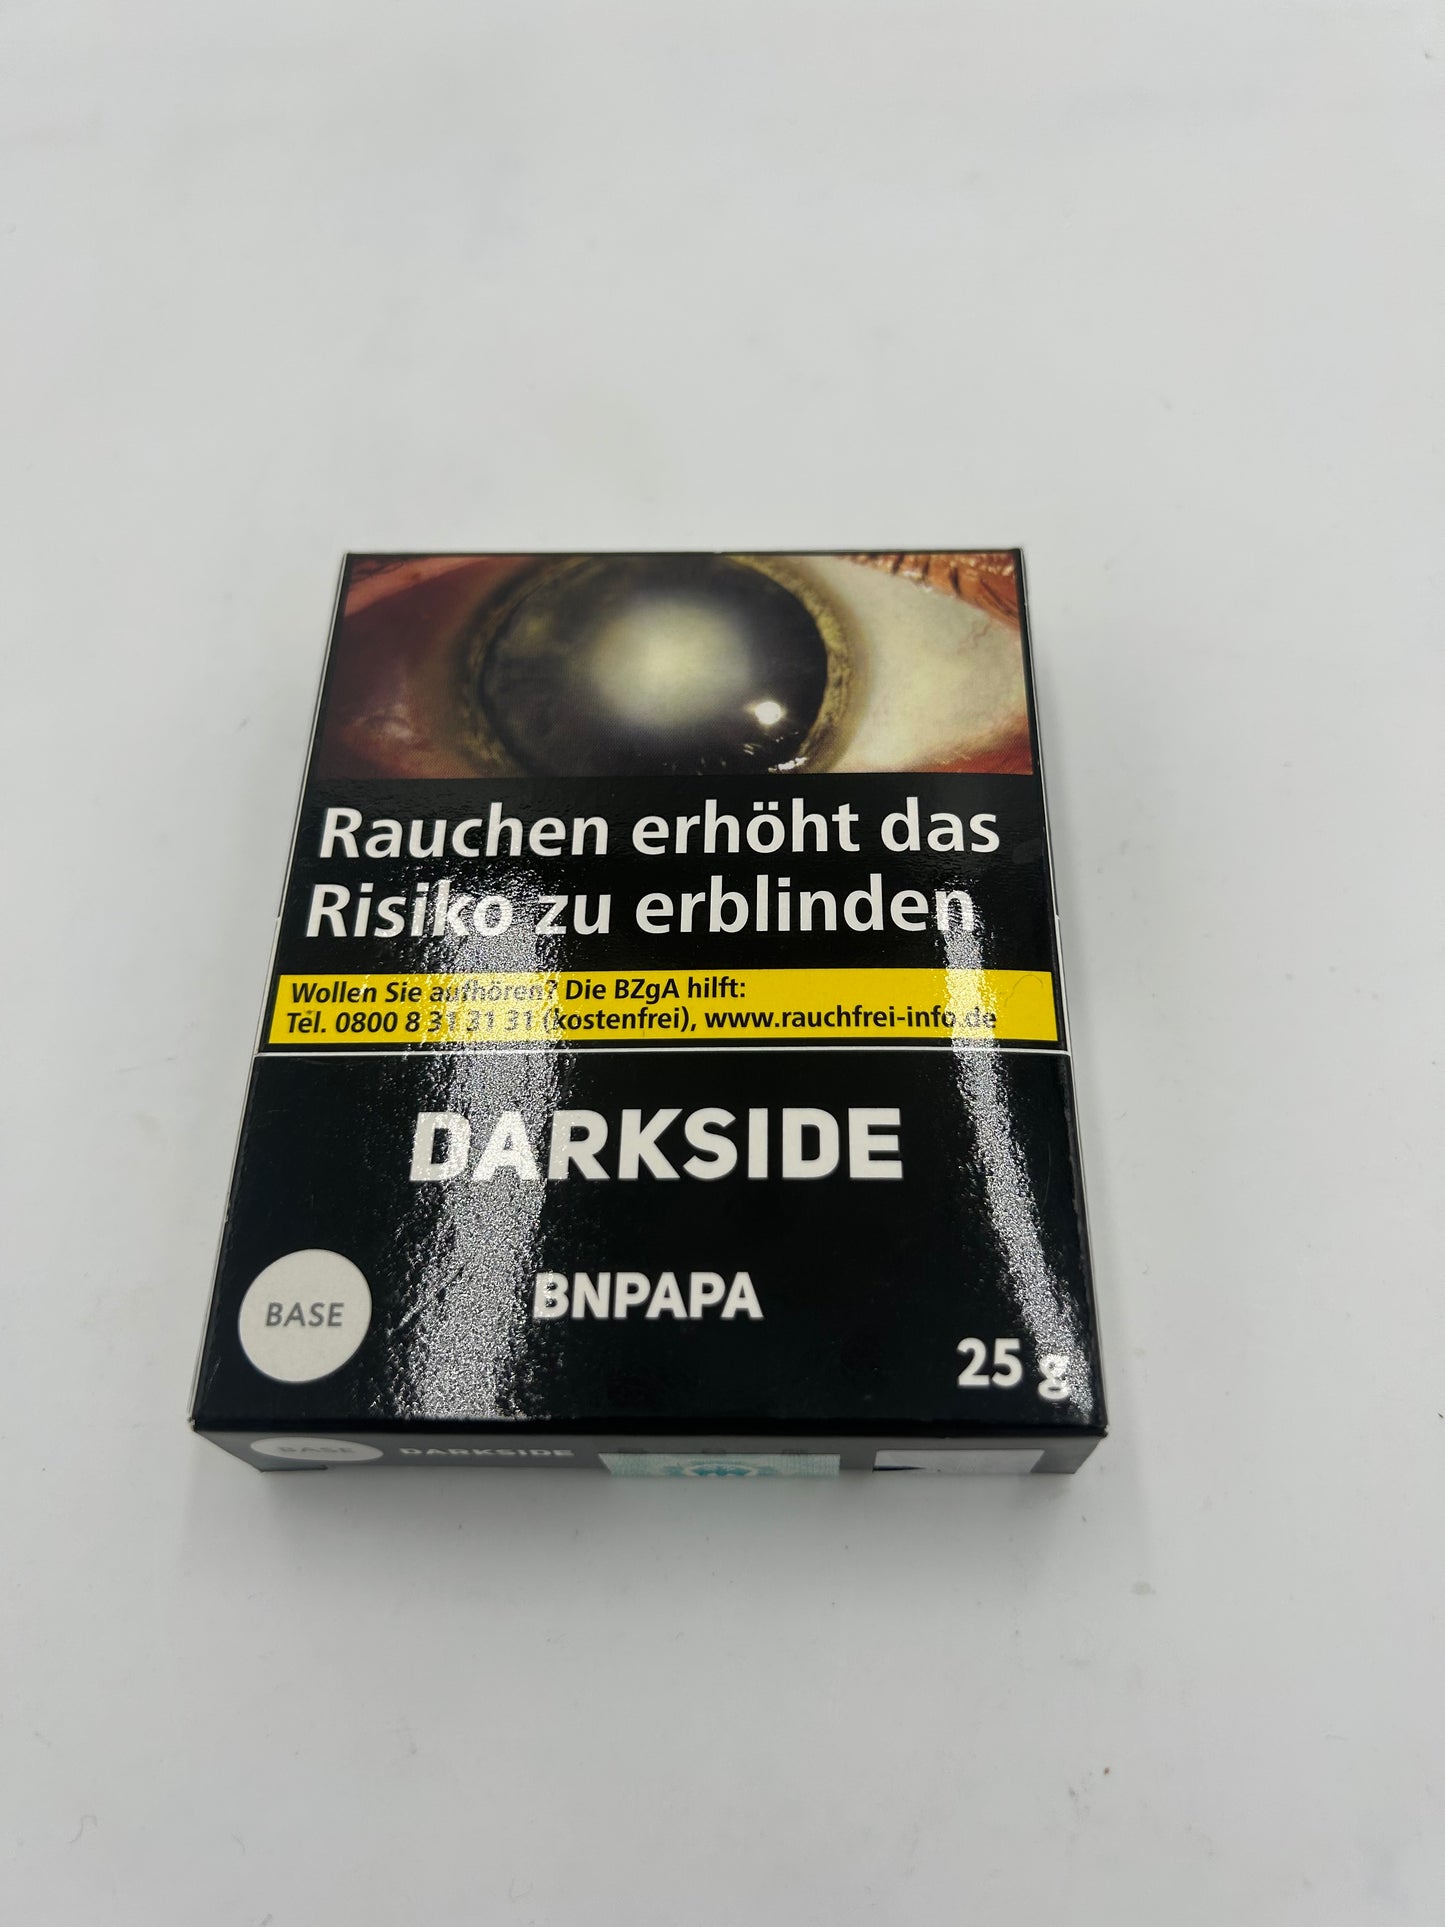 Rauchen erhöht das
Risiko zu erblinden
Wollen Sie aufhören? Die BZgA hilft:
Tel. 0800 8 31 31 31 (kostenfrei), www.rauchfrei-info.de
DARKSIDE
BNPAPA
BASE
25 g
BASE DARKSIDE